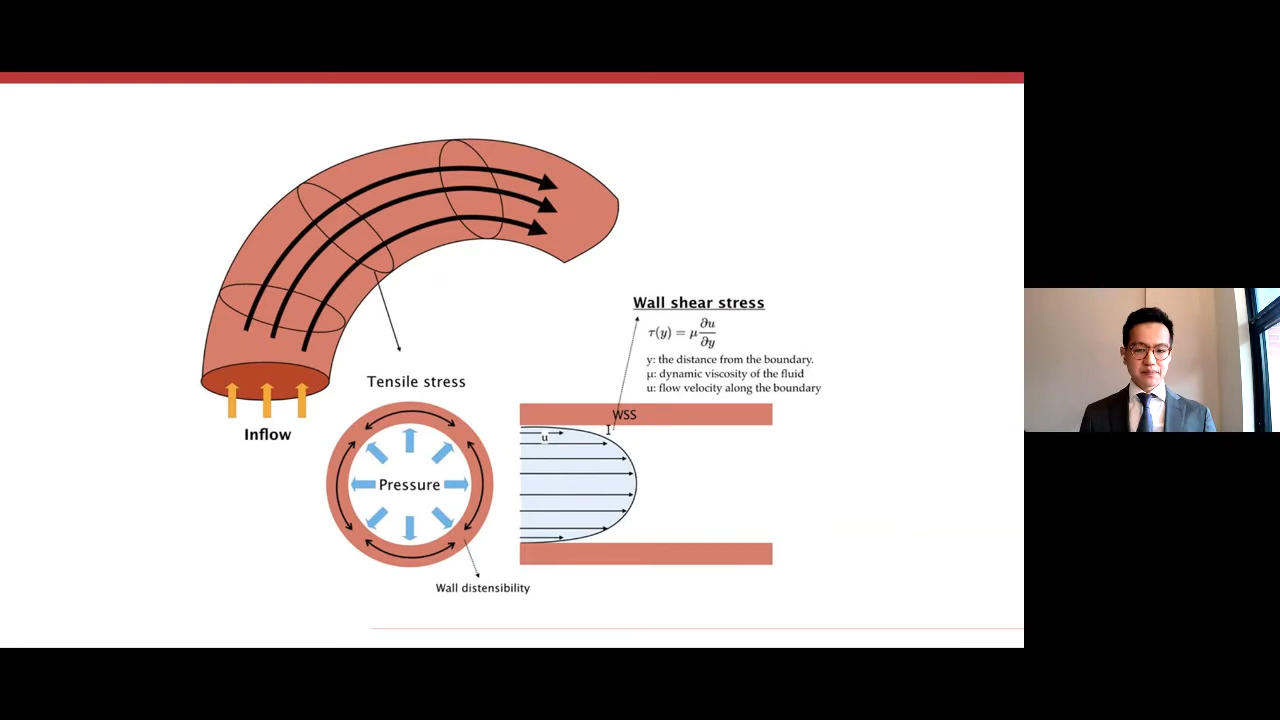 Wall shear stress
τ(y) = μ ∂u/∂y
y: the distance from the boundary.
μ: dynamic viscosity of the fluid
u: flow velocity along the boundary
Tensile stress
WSS
u
Inflow
Pressure
Wall distensibility